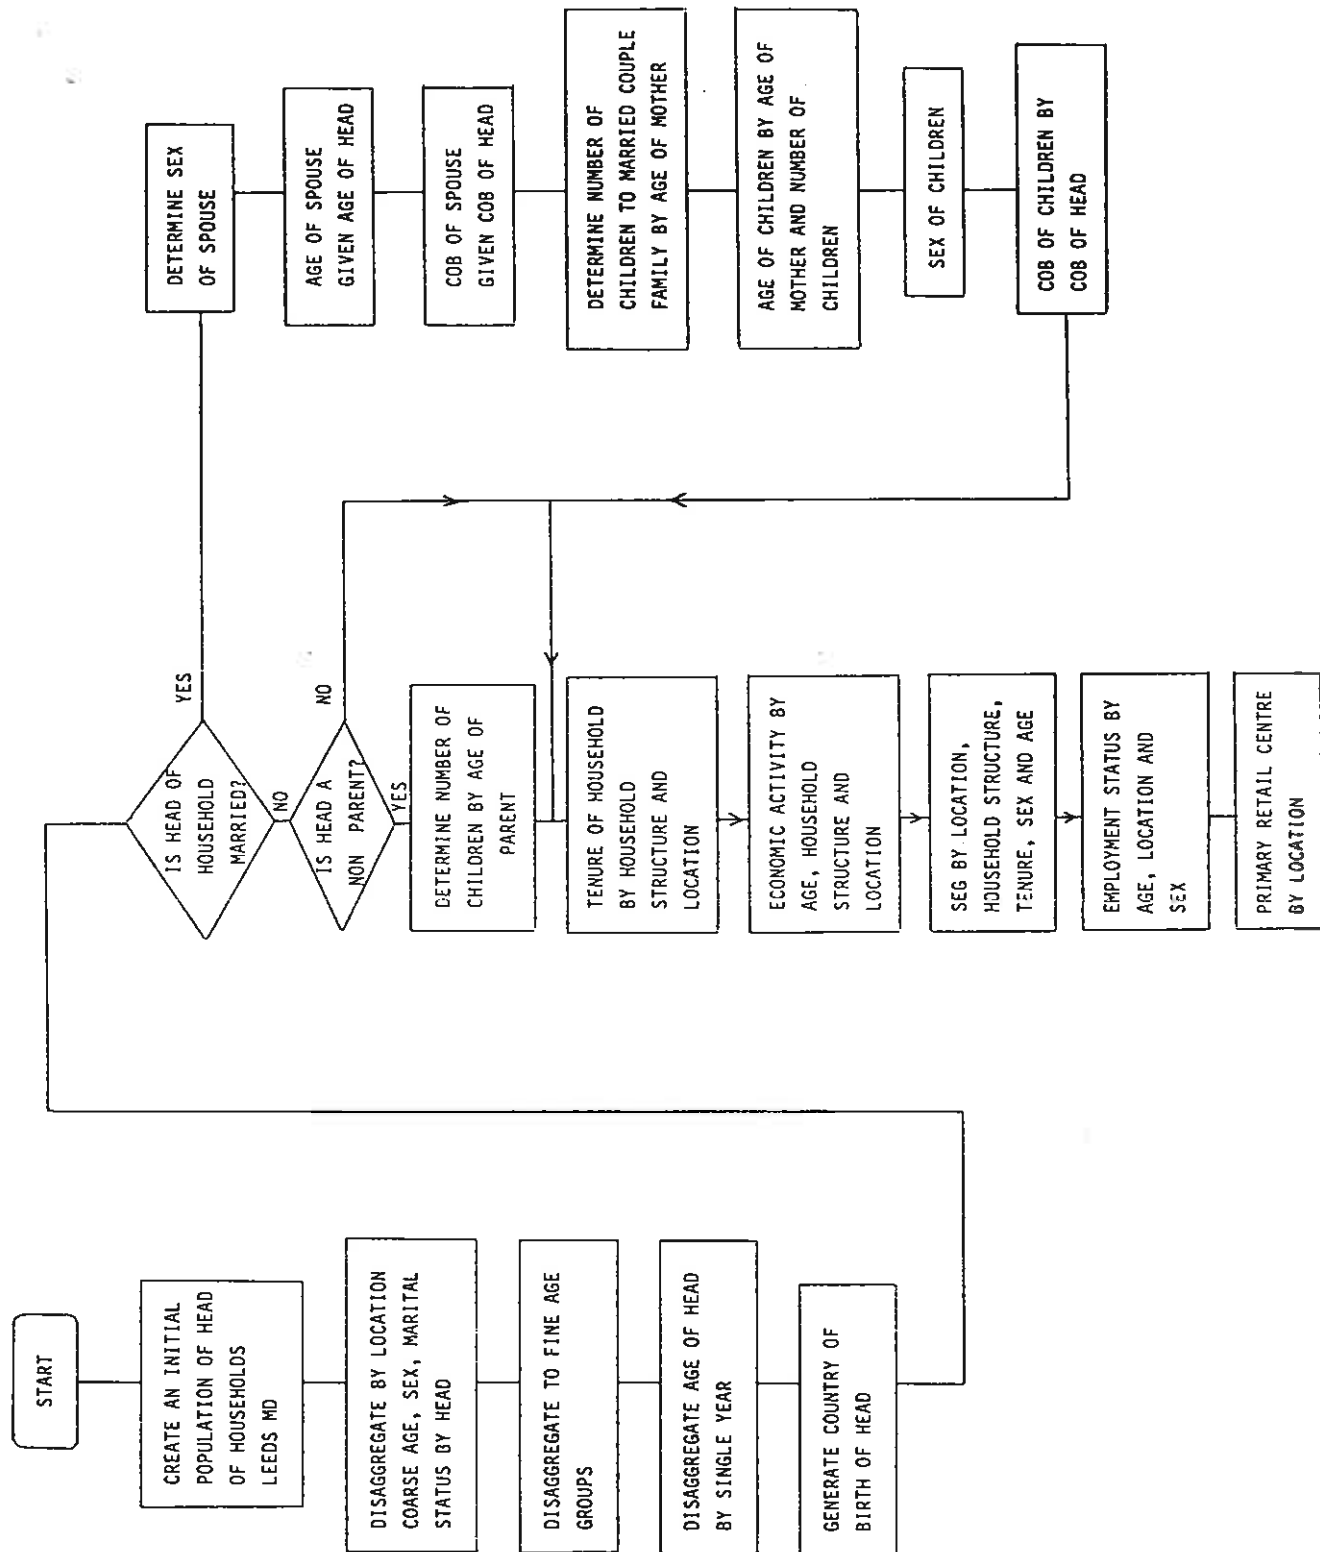 START
CREATE AN INITIAL
POPULATION OF HEAD
OF HOUSEHOLDS
LEEDS MD
DISAGGREGATE BY LOCATION
COARSE AGE, SEX, MARITAL
STATUS BY HEAD
DISAGGREGATE TO FINE AGE
GROUPS
DISAGGREGATE AGE OF HEAD
BY SINGLE YEAR
GENERATE COUNTRY OF
BIRTH OF HEAD
IS HEAD OF
HOUSEHOLD
MARRIED?
YES
NO
IS HEAD A
NON PARENT?
NO
YES
DETERMINE NUMBER OF
CHILDREN BY AGE OF
PARENT
TENURE OF HOUSEHOLD
BY HOUSEHOLD
STRUCTURE AND
LOCATION
ECONOMIC ACTIVITY BY
AGE, HOUSEHOLD
STRUCTURE AND
LOCATION
SEG BY LOCATION,
HOUSEHOLD STRUCTURE,
TENURE, SEX AND AGE
EMPLOYMENT STATUS BY
AGE, LOCATION AND
SEX
PRIMARY RETAIL CENTRE
BY LOCATION
DETERMINE SEX
OF SPOUSE
AGE OF SPOUSE
GIVEN AGE OF HEAD
COB OF SPOUSE
GIVEN COB OF HEAD
DETERMINE NUMBER OF
CHILDREN TO MARRIED COUPLE
FAMILY BY AGE OF MOTHER
AGE OF CHILDREN BY AGE OF
MOTHER AND NUMBER OF
CHILDREN
SEX OF CHILDREN
COB OF CHILDREN BY
COB OF HEAD